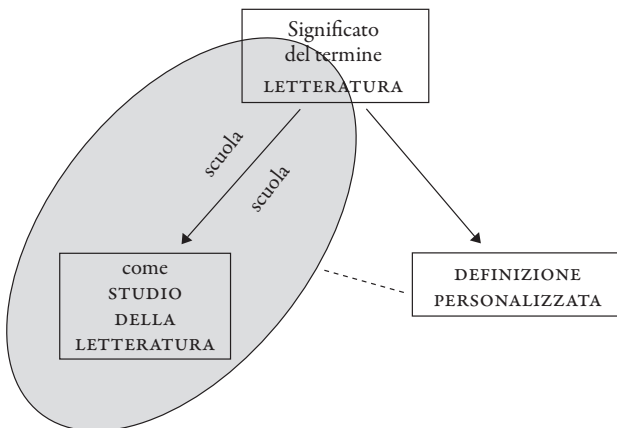 Significato
del termine
LETTERATURA
scuola
scuola
come
STUDIO
DELLA
LETTERATURA
DEFINIZIONE
PERSONALIZZATA